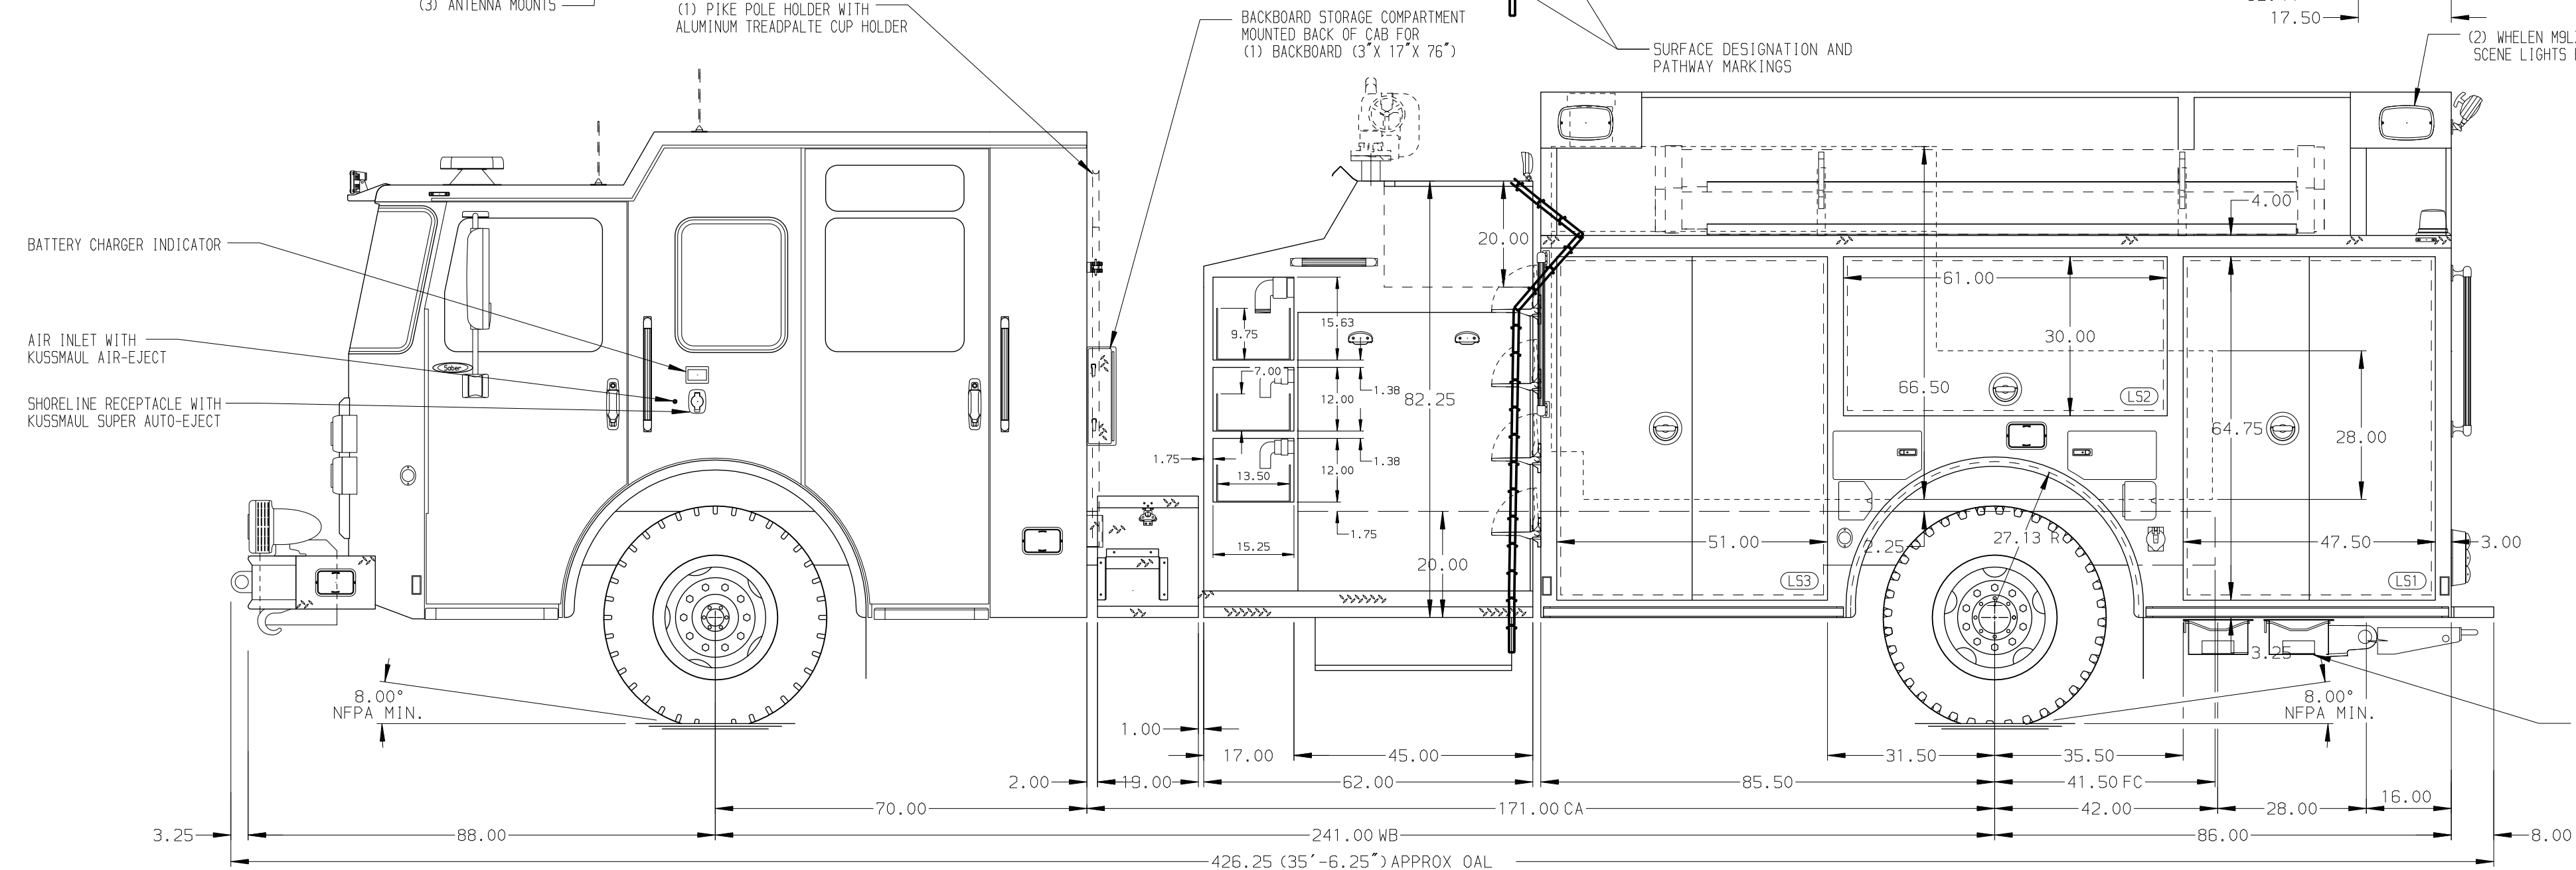 (3) ANTENNA MOUNTS
(1) PIKE POLE HOLDER WITH
ALUMINUM TREADPALTE CUP HOLDER
BACKBOARD STORAGE COMPARTMENT
MOUNTED BACK OF CAB FOR
(1) BACKBOARD (3"X 17"X 76")
SURFACE DESIGNATION AND
PATHWAY MARKINGS
17.50
(2) WHELEN
SCENE LIGHTS
BATTERY CHARGER INDICATOR
AIR INLET WITH
KUSSMAUL AIR-EJECT
SHORELINE RECEPTACLE WITH
KUSSMAUL SUPER AUTO-EJECT
Saber
4.00
20.00
61.00
30.00
15.63
9.75
7.00
1.38
12.00
82.25
66.50
LS2
64.75
28.00
1.75
13.50
12.00
1.38
1.75
15.25
20.00
51.00
2.25
27.13 R
47.50
3.00
LS3
LS1
3.25
8.00°
NFPA MIN.
8.00°
NFPA MIN.
1.00
17.00
45.00
31.50
35.50
2.00
19.00
62.00
85.50
41.50 FC
70.00
171.00 CA
42.00
28.00
16.00
3.25
88.00
241.00 WB
86.00
8.00
426.25 (35'-6.25") APPROX OAL